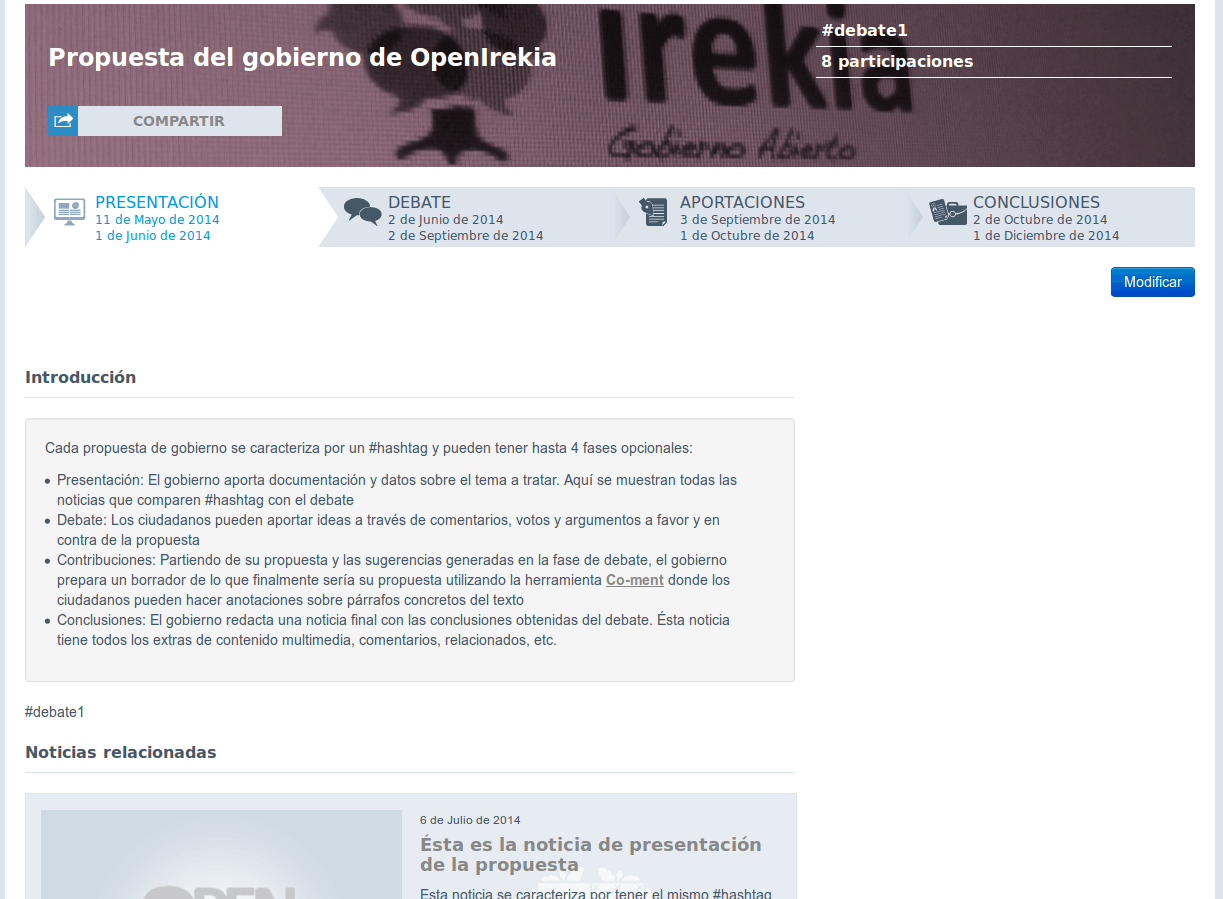 Irekia
Gobierno Abierto
Propuesta del gobierno de OpenIrekia
#debate1
8 participaciones
COMPARTIR
PRESENTACIÓN
11 de Mayo de 2014
1 de Junio de 2014
DEBATE
2 de Junio de 2014
2 de Septiembre de 2014
APORTACIONES
3 de Septiembre de 2014
1 de Octubre de 2014
CONCLUSIONES
2 de Octubre de 2014
1 de Diciembre de 2014
Modificar
Introducción
Cada propuesta de gobierno se caracteriza por un #hashtag y pueden tener hasta 4 fases opcionales:
Presentación: El gobierno aporta documentación y datos sobre el tema a tratar. Aquí se muestran todas las
noticias que comparen #hashtag con el debate
Debate: Los ciudadanos pueden aportar ideas a través de comentarios, votos y argumentos a favor y en
contra de la propuesta
Contribuciones: Partiendo de su propuesta y las sugerencias generadas en la fase de debate, el gobierno
prepara un borrador de lo que finalmente sería su propuesta utilizando la herramienta Co-ment donde los
ciudadanos pueden hacer anotaciones sobre párrafos concretos del texto
Conclusiones: El gobierno redacta una noticia final con las conclusiones obtenidas del debate. Ésta noticia
tiene todos los extras de contenido multimedia, comentarios, relacionados, etc.
#debate1
Noticias relacionadas
6 de Julio de 2014
Ésta es la noticia de presentación
de la propuesta
OPEN
Esta noticia se caracteriza por tener el mismo #hashtag